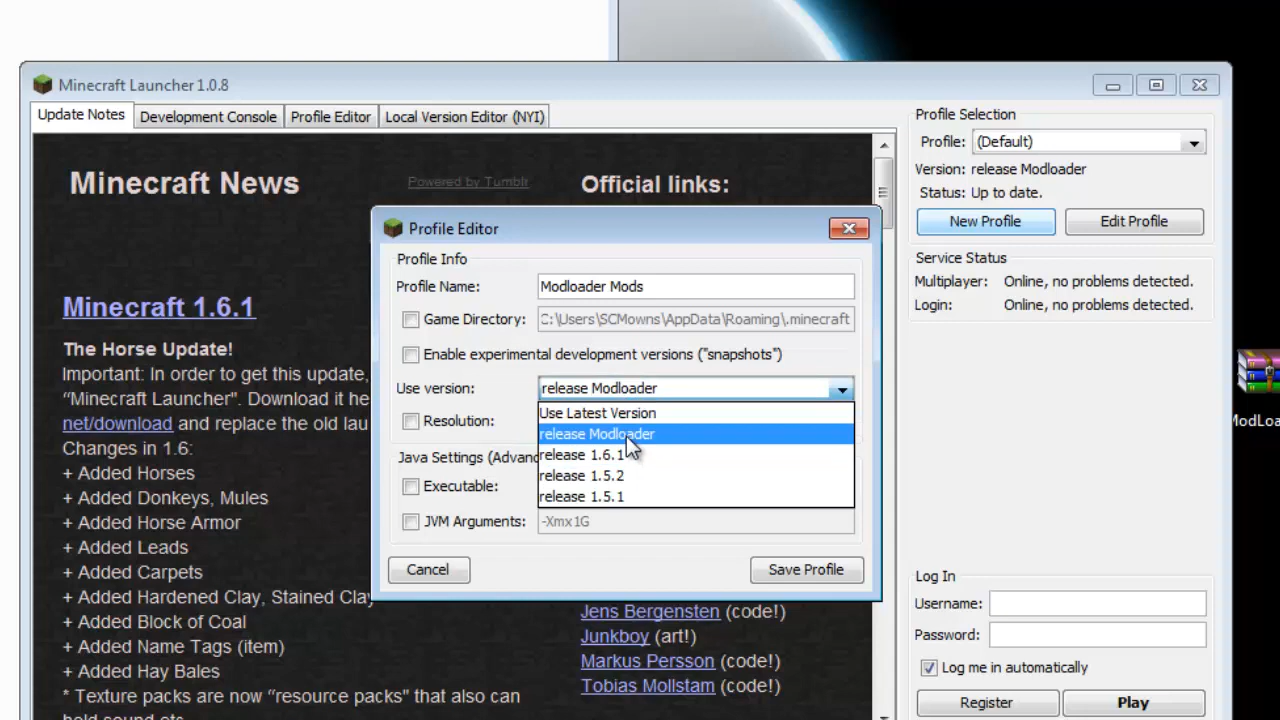 Minecraft Launcher 1.0.8
Update Notes
Development Console
Profile Editor
Local Version Editor (NYI)
Minecraft News
Powered by Tumblr
Official links:
Minecraft 1.6.1
The Horse Update!
Important: In order to get this update,
“Minecraft Launcher". Download it he
net/download and replace the old lau
Changes in 1.6:
+ Added Horses
+ Added Donkeys, Mules
+ Added Horse Armor
+ Added Leads
+ Added Carpets
+ Added Hardened Clay, Stained Clay
+ Added Block of Coal
+ Added Name Tags (item)
+ Added Hay Bales
* Texture packs are now “resource packs" that also can
hold sound etc
Jens Bergensten (code!)
Junkboy (art!)
Markus Persson (code!)
Tobias Mollstam (code!)
Profile Editor
Profile Info
Profile Name: Modloader Mods
Game Directory: C:\Users\SCMowns\AppData\Roaming\.minecraft
Enable experimental development versions ("snapshots")
Use version: release Modloader
Use Latest Version
release Modloader
release 1.6.1
release 1.5.2
release 1.5.1
Resolution:
Java Settings (Advan
Executable:
JVM Arguments: -Xmx1G
Cancel
Save Profile
Profile Selection
Profile: (Default)
Version: release Modloader
Status: Up to date.
New Profile
Edit Profile
Service Status
Multiplayer: Online, no problems detected.
Login: Online, no problems detected.
Log In
Username:
Password:
Log me in automatically
Register
Play
ModLoa